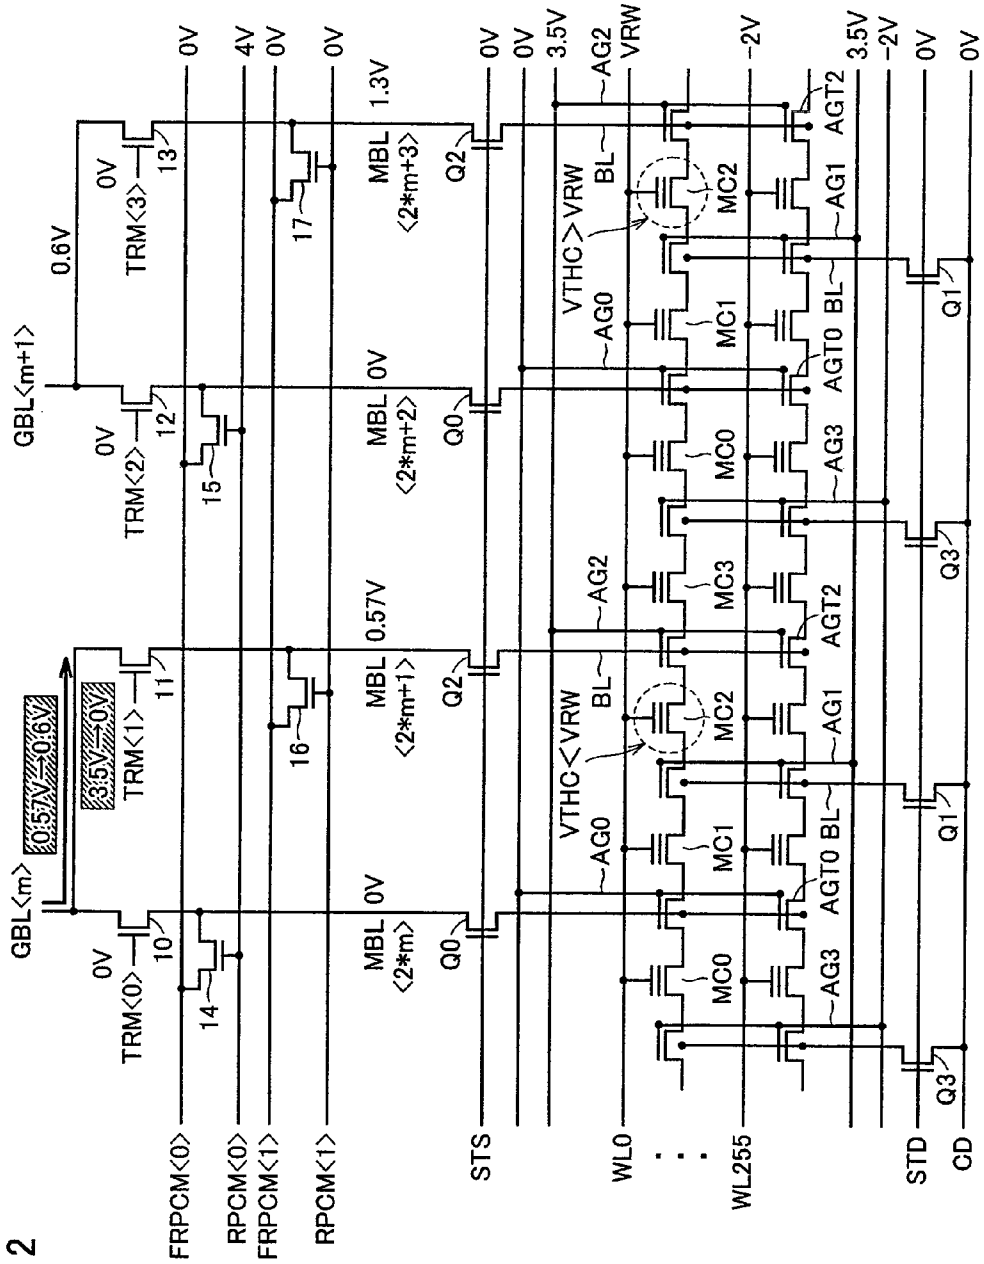 2
GBL<m>
0.57V→0.6V
GBL<m+1>
0.6V
0V
TRM<0>
10
3.5V→0V
TRM<1>
11
0V
TRM<2>
12
0V
TRM<3>
13
FRPCM<0>
0V
14
15
RPCM<0>
4V
FRPCM<1>
0V
16
17
RPCM<1>
0V
MBL 0V
<2*m>
MBL 0.57V
<2*m+1>
MBL 0V
<2*m+2>
MBL 1.3V
<2*m+3>
Q0
Q2
Q0
Q2
STS
0V
0V
3.5V
AG0
VTHC<VRW
BL
AG2
AG0
VTHC>VRW
BL
AG2
WL0
VRW
MC0
MC1
MC2
MC3
MC0
MC1
MC2
WL255
-2V
AG3
AGT0
BL
AG1
AGT2
AG3
AGT0
BL
AG1
AGT2
3.5V
-2V
Q3
Q1
Q3
Q1
STD
0V
CD
0V